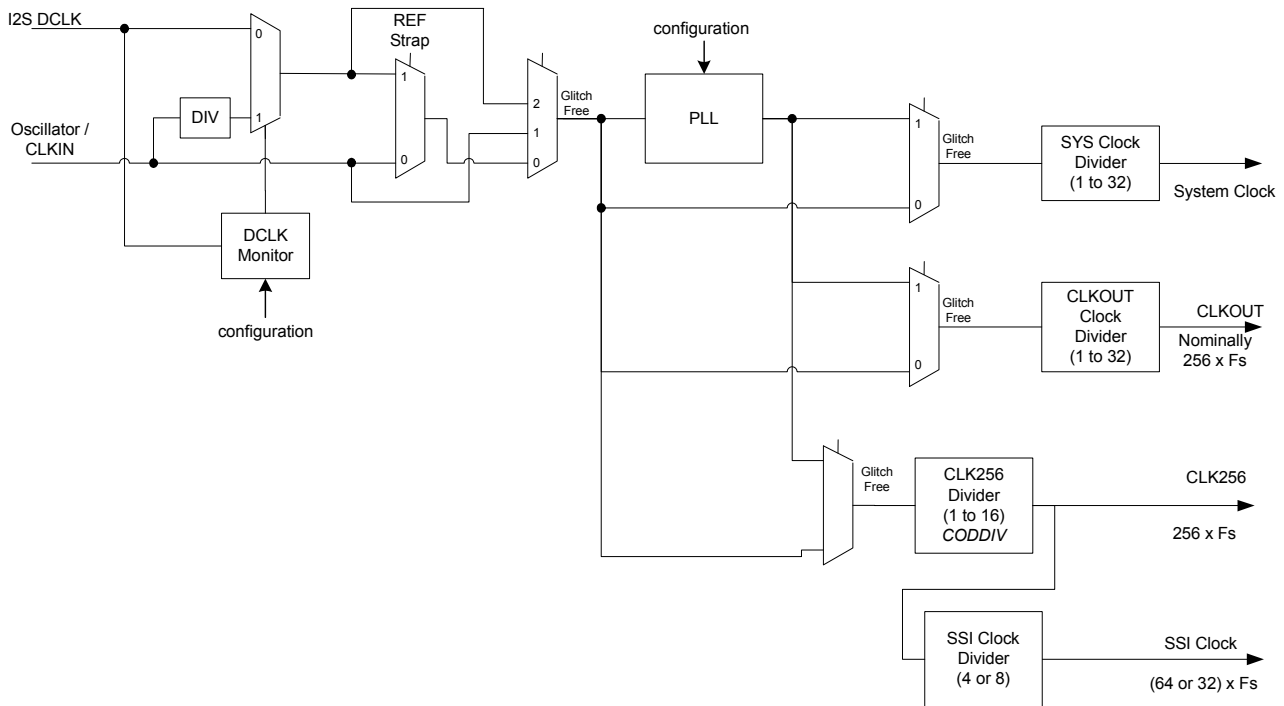 I2S DCLK
0
REF
Strap
configuration
1
2
Glitch
Free
DIV
1
PLL
1
Glitch
Free
SYS Clock
Divider
(1 to 32)
System Clock
Oscillator /
CLKIN
1
0
0
0
DCLK
Monitor
configuration
1
Glitch
Free
0
CLKOUT
Clock
Divider
(1 to 32)
CLKOUT
Nominally
256 x Fs
Glitch
Free
CLK256
Divider
(1 to 16)
CODDIV
CLK256
256 x Fs
SSI Clock
Divider
(4 or 8)
SSI Clock
(64 or 32) x Fs